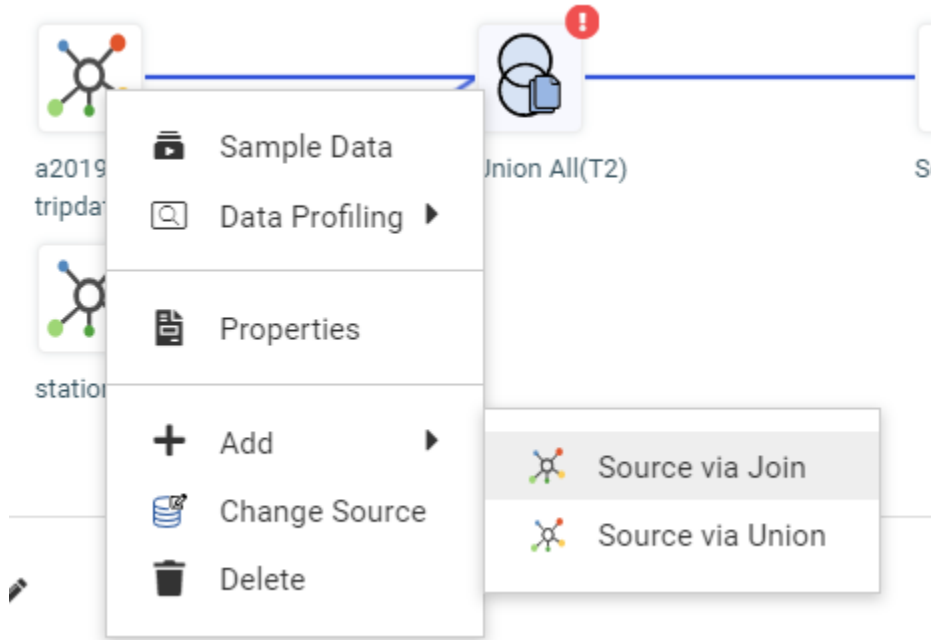 a2019
tripda
Union All(T2)
S
Sample Data
Data Profiling
Properties
station
Add
Change Source
Delete
Source via Join
Source via Union